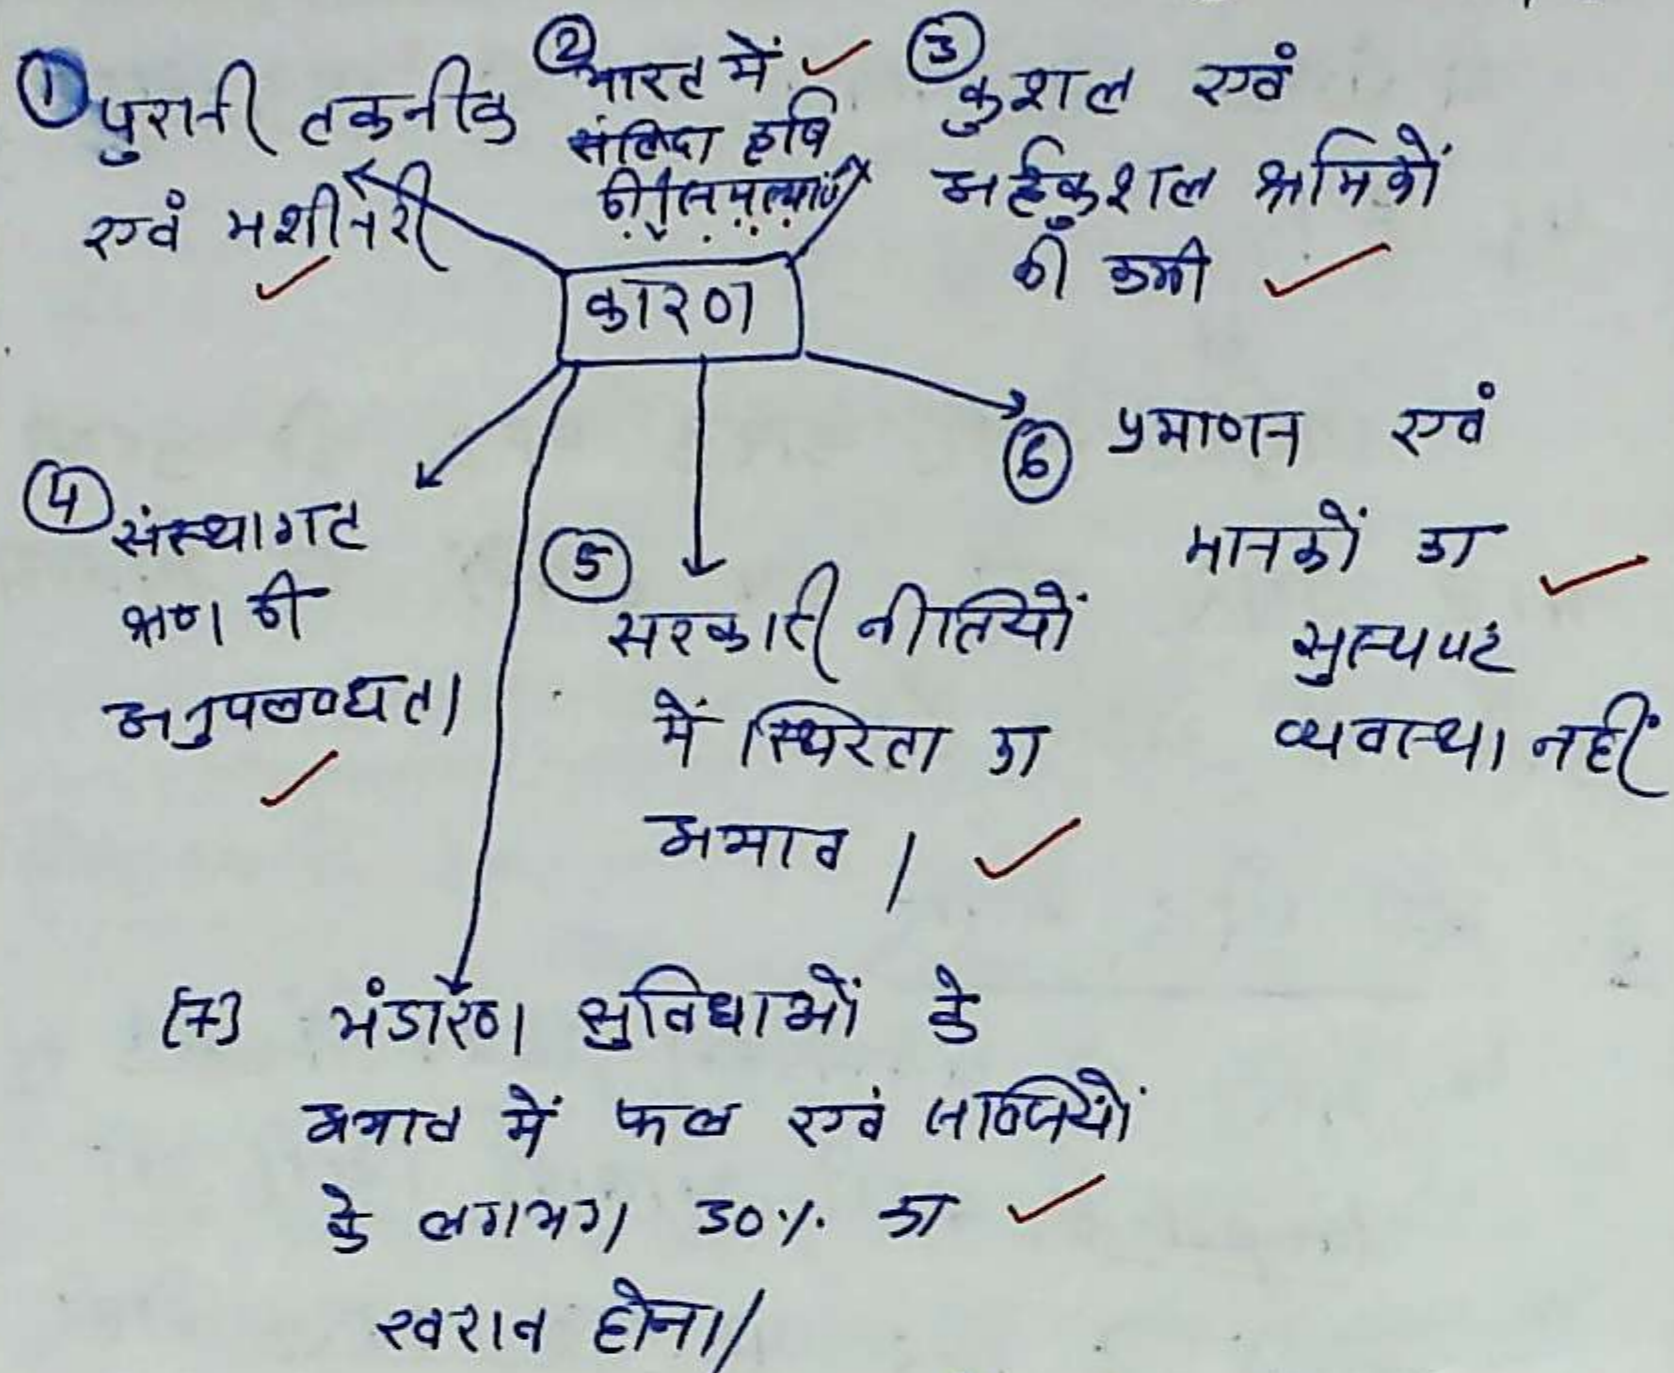 ① पुरानी तकनीक
एवं मशीनरी
② भारत में
संविदा कृषि
की
③ कुशल एवं
अर्द्धकुशल श्रमिकों
की कमी
कारण
④ संस्थागत
ऋण की
अनुपलब्धता
⑤ सरकारी नीतियों
में स्थिरता का
अभाव |
⑥ प्रमाणन एवं
मानकों का
सुस्पष्ट
व्यवस्था नहीं
(7) भंडारण सुविधाओं के
अभाव में फल एवं सब्जियों
के लगभग 30% का
खराब होना |